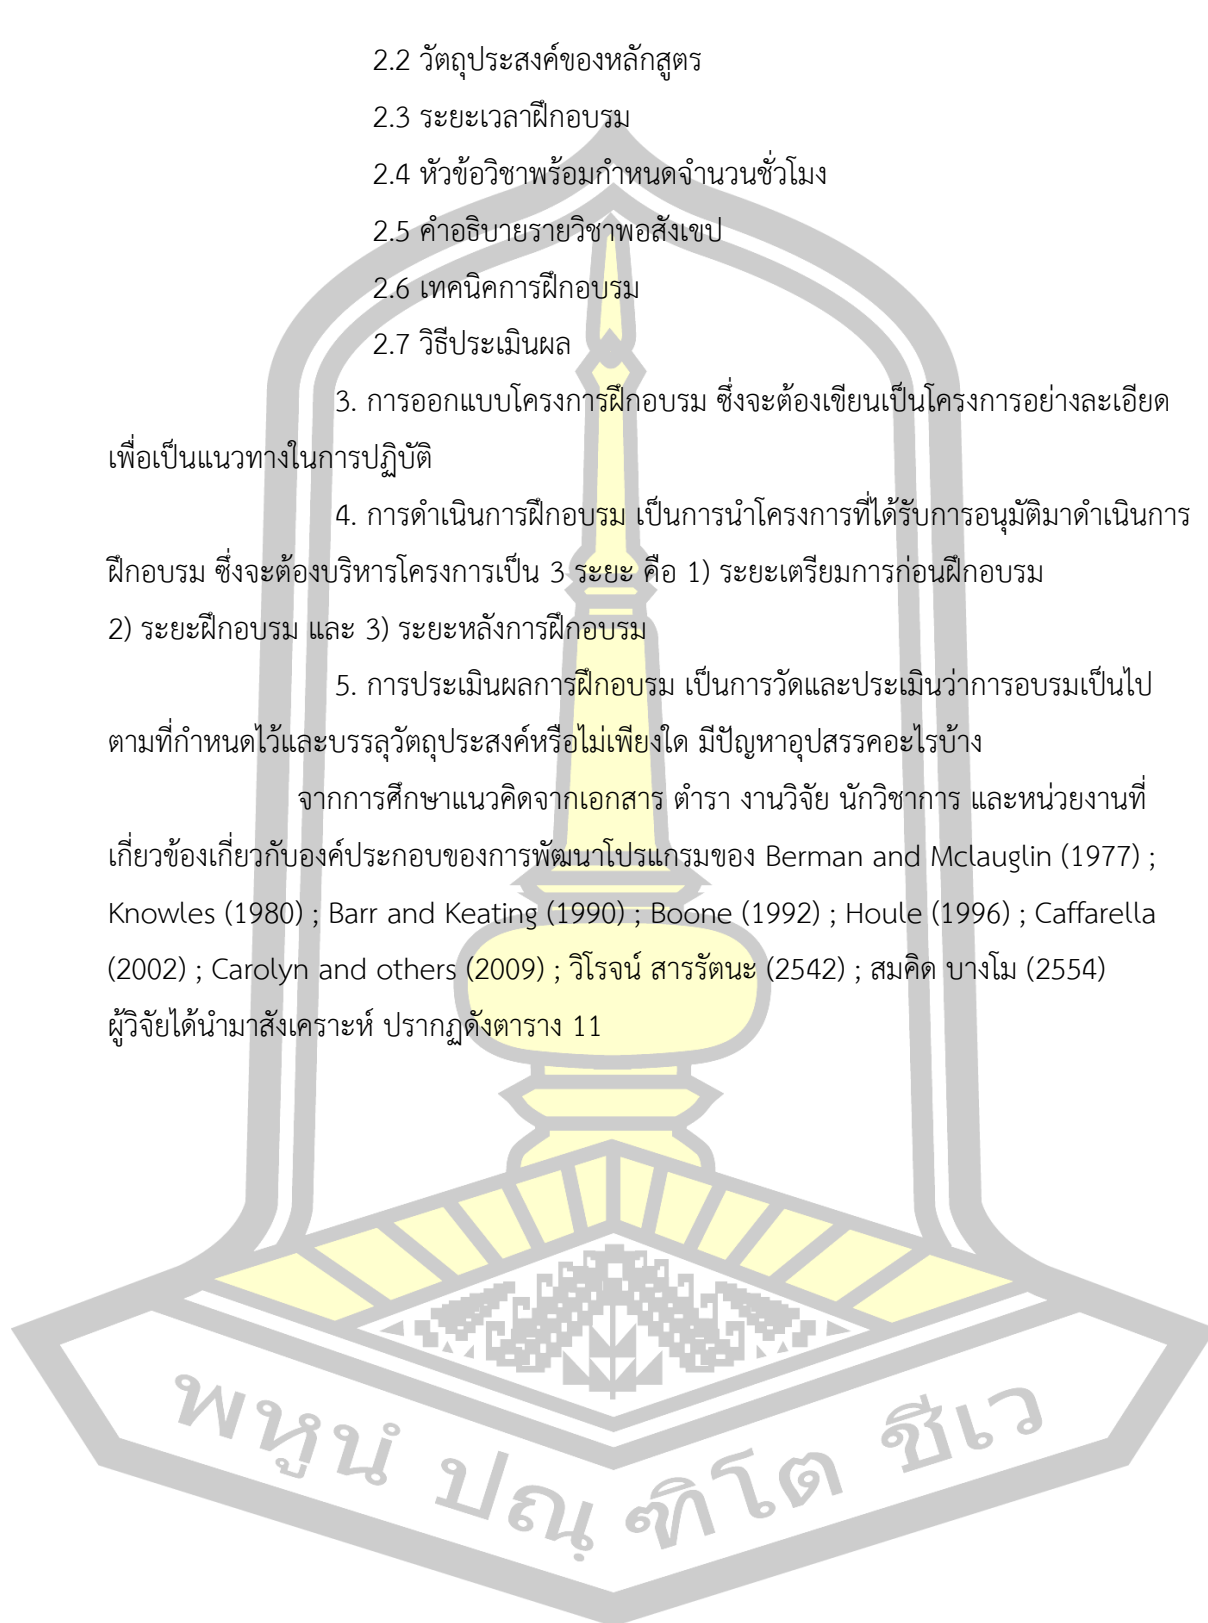 2.2 วัตถุประสงค์ของหลักสูตร
2.3 ระยะเวลาฝึกอบรม
2.4 หัวข้อวิชาพร้อมกำหนดจำนวนชั่วโมง
2.5 คำอธิบายรายวิชาพอสังเขป
2.6 เทคนิคการฝึกอบรม
2.7 วิธีประเมินผล
3. การออกแบบโครงการฝึกอบรม ซึ่งจะต้องเขียนเป็นโครงการอย่างละเอียด
เพื่อเป็นแนวทางในการปฏิบัติ
4. การดำเนินการฝึกอบรม เป็นการนำโครงการที่ได้รับการอนุมัติมาดำเนินการ
ฝึกอบรม ซึ่งจะต้องบริหารโครงการเป็น 3 ระยะ คือ 1) ระยะเตรียมการก่อนฝึกอบรม
2) ระยะฝึกอบรม และ 3) ระยะหลังการฝึกอบรม
5. การประเมินผลการฝึกอบรม เป็นการวัดและประเมินว่าการอบรมเป็นไป
ตามที่กำหนดไว้และบรรลุวัตถุประสงค์หรือไม่เพียงใด มีปัญหาอุปสรรคอะไรบ้าง
จากการศึกษาแนวคิดจากเอกสาร ตำรา งานวิจัย นักวิชาการ และหน่วยงานที่
เกี่ยวข้องเกี่ยวกับองค์ประกอบของการพัฒนาโปรแกรมของ Berman and Mclauglin (1977) ;
Knowles (1980) ; Barr and Keating (1990) ; Boone (1992) ; Houle (1996) ; Caffarella
(2002) ; Carolyn and others (2009) ; วิโรจน์ สารรัตนะ (2542) ; สมคิด บางโม (2554)
ผู้วิจัยได้นำมาสังเคราะห์ ปรากฏดังตาราง 11
พหูนํ ปณฺฑิโต ชีเว